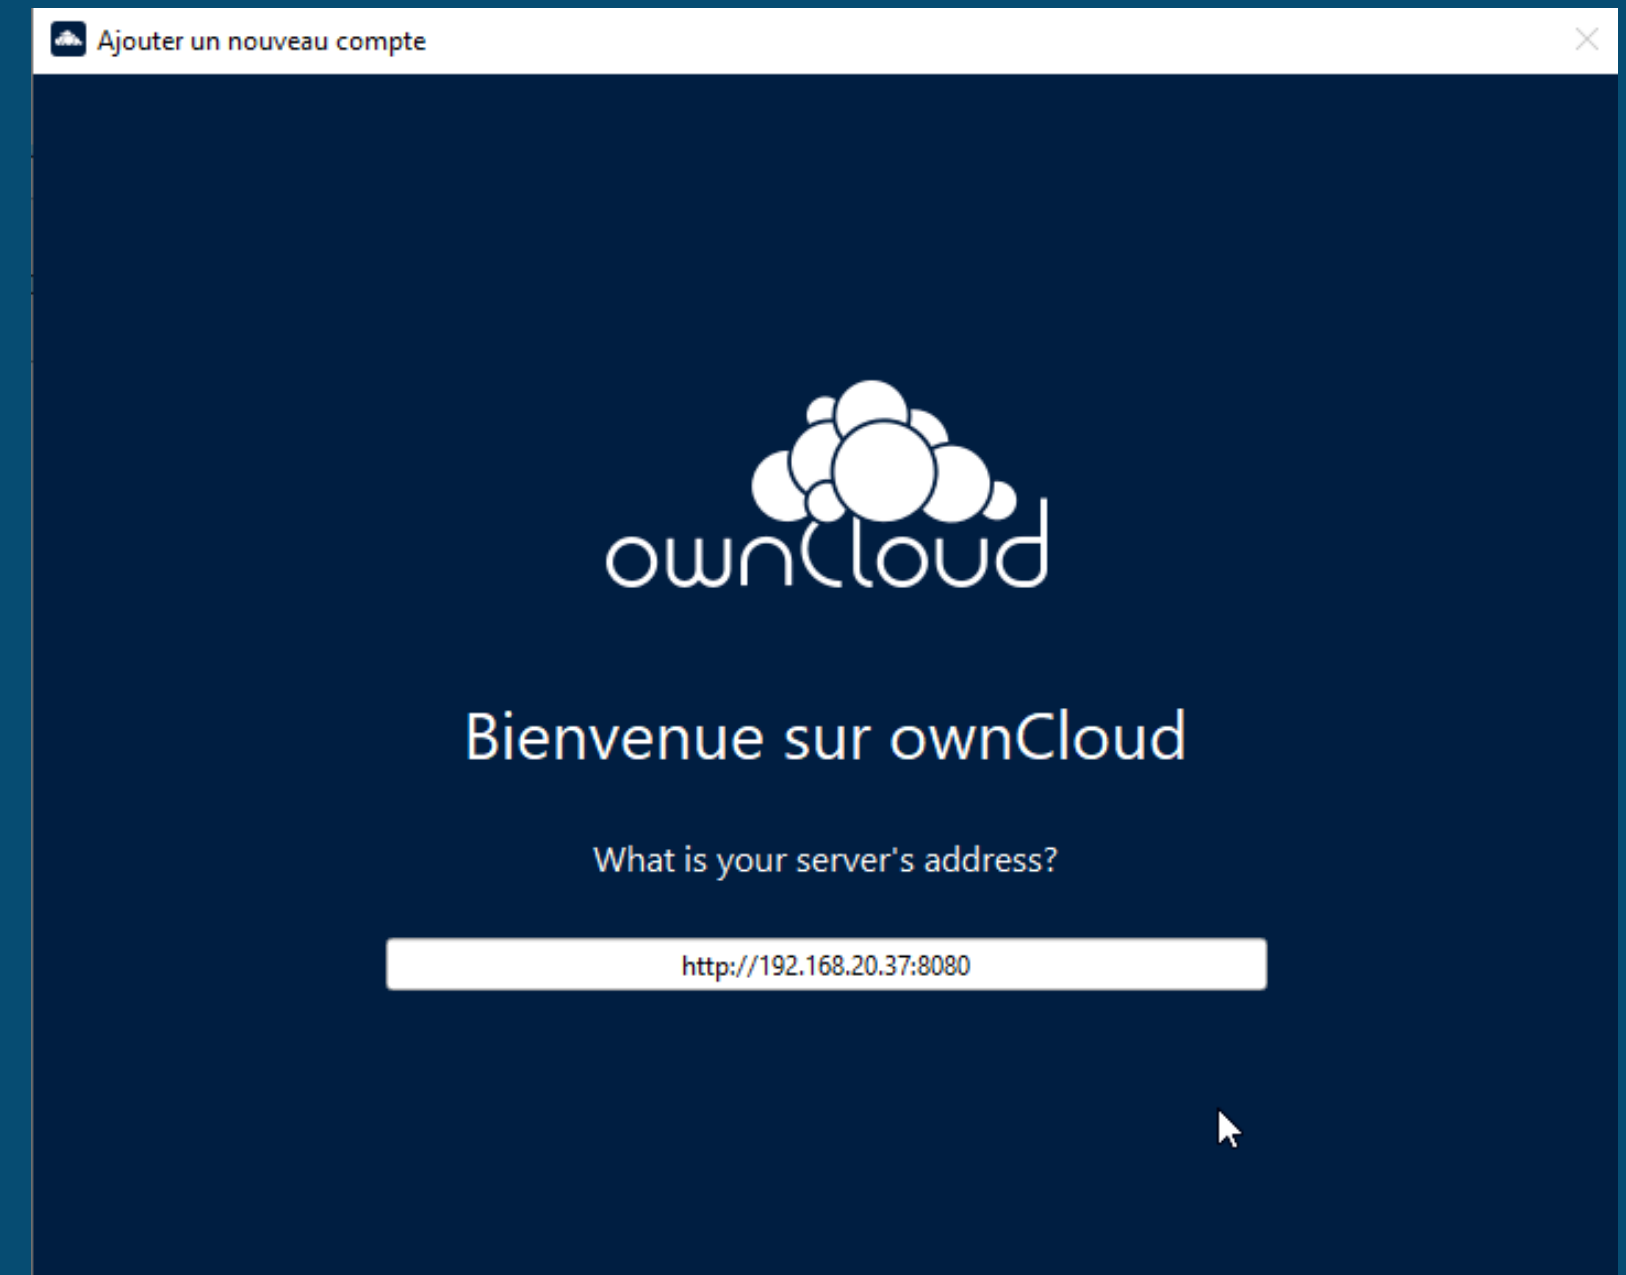 Ajouter un nouveau compte
ownCloud
Bienvenue sur ownCloud
What is your server's address?
http://192.168.20.37:8080